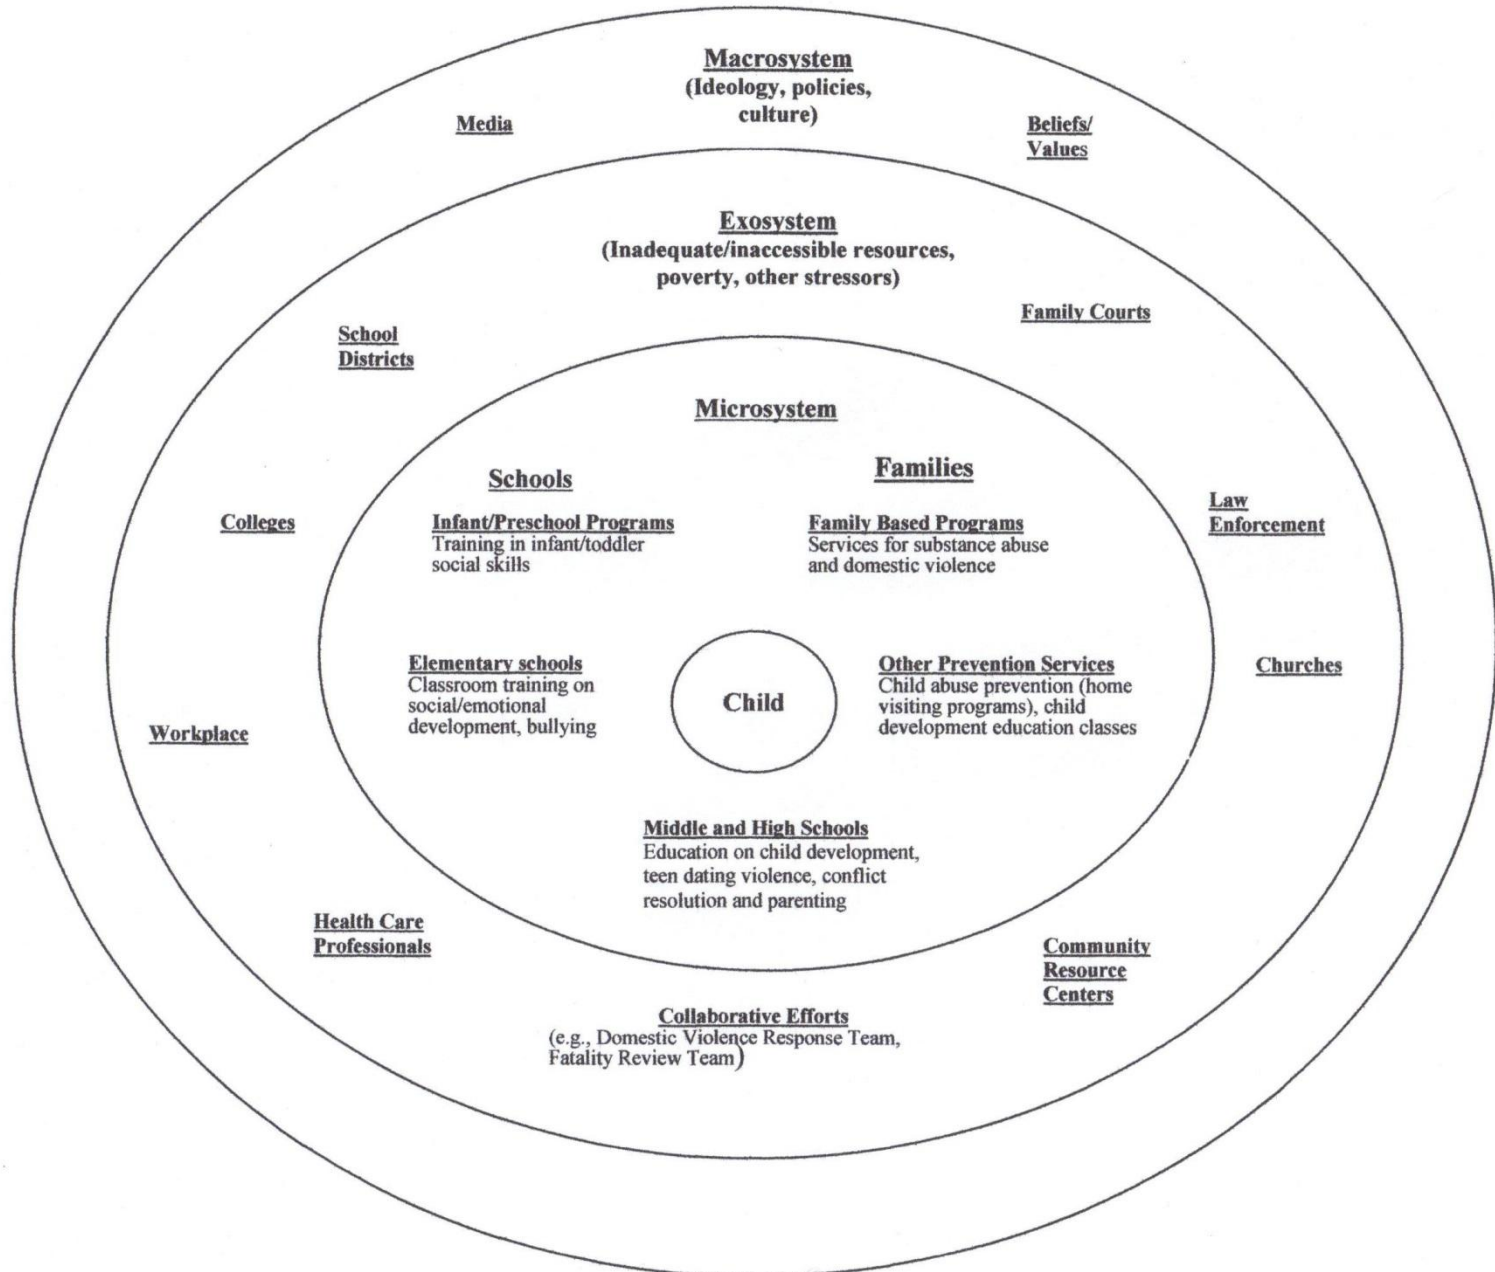 Macrosystem
(Ideology, policies,
culture)
Media
Beliefs/
Values
Exosystem
(Inadequate/inaccessible resources,
poverty, other stressors)
Family Courts
School
Districts
Microsystem
Schools
Families
Infant/Preschool Programs
Training in infant/toddler
social skills
Family Based Programs
Services for substance abuse
and domestic violence
Colleges
Law
Enforcement
Elementary schools
Classroom training on
social/emotional
development, bullying
Child
Other Prevention Services
Child abuse prevention (home
visiting programs), child
development education classes
Churches
Workplace
Middle and High Schools
Education on child development,
teen dating violence, conflict
resolution and parenting
Health Care
Professionals
Community
Resource
Centers
Collaborative Efforts
(e.g., Domestic Violence Response Team,
Fatality Review Team)